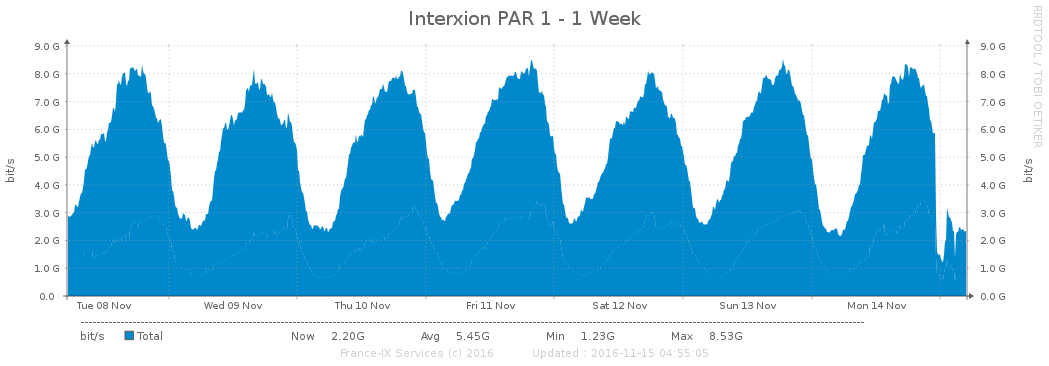 Interxion PAR 1 - 1 Week
RRDTOOL / TOBI OETIKER
9.0 G 9.0 G
8.0 G 8.0 G
7.0 G 7.0 G
6.0 G 6.0 G
5.0 G 5.0 G
4.0 G 4.0 G
3.0 G 3.0 G
2.0 G 2.0 G
1.0 G 1.0 G
0.0 0.0 G
bit/s bit/s
Tue 08 Nov Wed 09 Nov Thu 10 Nov Fri 11 Nov Sat 12 Nov Sun 13 Nov Mon 14 Nov
bit/s Total Now 2.20G Avg 5.45G Min 1.23G Max 8.53G
France-IX Services (c) 2016 Updated : 2016-11-15 04:55:05